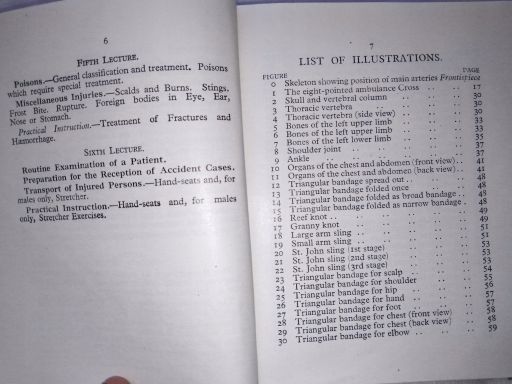 6
FIFTH LECTURE.
Poisons.—General classification and treatment. Poisons
which require special treatment.
Miscellaneous Injuries.—Scalds and Burns. Stings.
Frost Bite. Rupture. Foreign bodies in Eye, Ear,
Nose or Stomach.
Practical Instruction.—Treatment of Fractures and
Hæmorrhage.
SIXTH LECTURE.
Routine Examination of a Patient.
Preparation for the Reception of Accident Cases.
Transport of Injured Persons.—Hand-seats and, for
males only, Stretcher.
Practical Instruction.—Hand-seats and, for males
only, Stretcher Exercises.
7
LIST OF ILLUSTRATIONS.
FIGURE PAGE
0 Skeleton showing position of main arteries Frontispiece
1 The eight-pointed ambulance Cross .. .. 17
2 Skull and vertebral column .. .. 30
3 Thoracic vertebra .. .. 30
4 Thoracic vertebra (side view) .. .. 30
5 Bones of the upper limb .. .. 33
6 Bones of the upper limb .. .. 33
7 Bones of the left lower limb .. .. 35
8 Shoulder joint .. .. 37
9 Ankle .. .. 37
10 Organs of the chest and abdomen (front view) .. 41
11 Organs of the chest and abdomen (back view) .. 41
12 Triangular bandage spread out .. .. 48
13 Triangular bandage folded once .. .. 48
14 Triangular bandage folded as broad bandage .. 48
15 Triangular bandage folded as narrow bandage .. 48
16 Reef knot .. .. 49
17 Granny knot .. .. 49
18 Large arm sling .. .. 51
19 Small arm sling .. .. 51
20 St. John sling (1st stage) .. .. 53
21 St. John sling (2nd stage) .. .. 53
22 St. John sling (3rd stage) .. .. 53
23 Triangular bandage for scalp .. .. 54
24 Triangular bandage for shoulder .. .. 55
25 Triangular bandage for hip .. .. 56
26 Triangular bandage for hand .. .. 57
27 Triangular bandage for foot .. .. 57
28 Triangular bandage for chest (front view) .. 58
29 Triangular bandage for chest (back view) .. 58
30 Triangular bandage for elbow .. .. 59